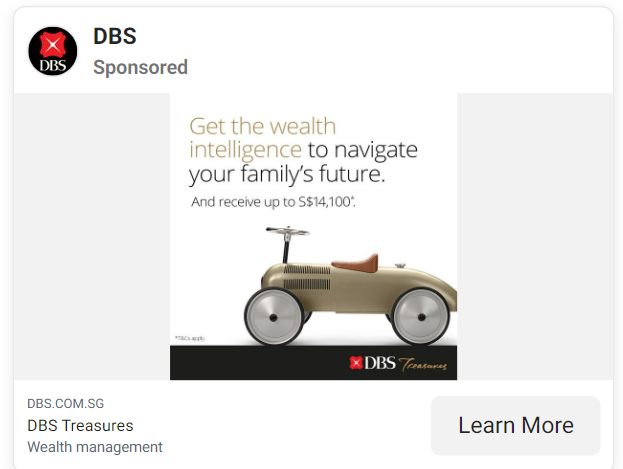 DBS
DBS
Sponsored
Get the wealth
intelligence to navigate
your family's future.
And receive up to S$14,100*.
*T&Cs apply.
DBS Treasures
DBS.COM.SG
DBS Treasures
Wealth management
Learn More